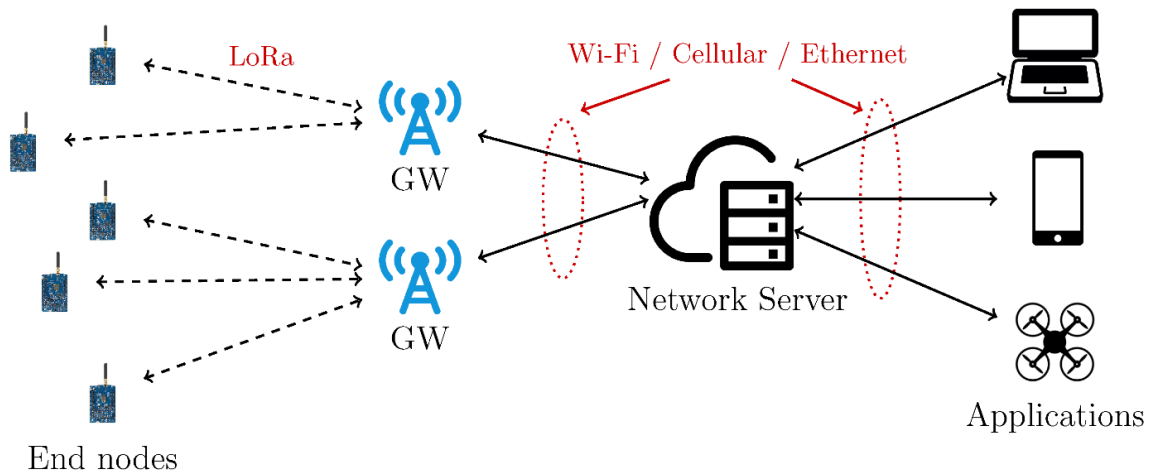 LoRa
Wi-Fi / Cellular / Ethernet
GW
GW
Network Server
Applications
End nodes